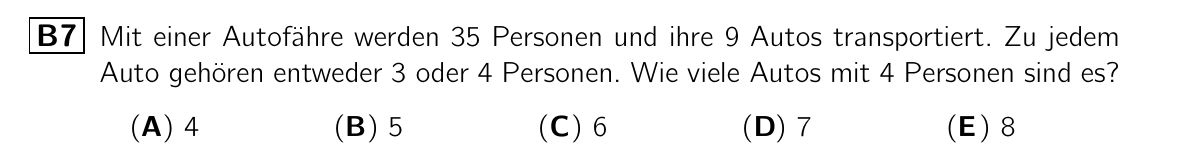 B7 Mit einer Autofähre werden 35 Personen und ihre 9 Autos transportiert. Zu jedem
Auto gehören entweder 3 oder 4 Personen. Wie viele Autos mit 4 Personen sind es?
(A) 4 (B) 5 (C) 6 (D) 7 (E) 8